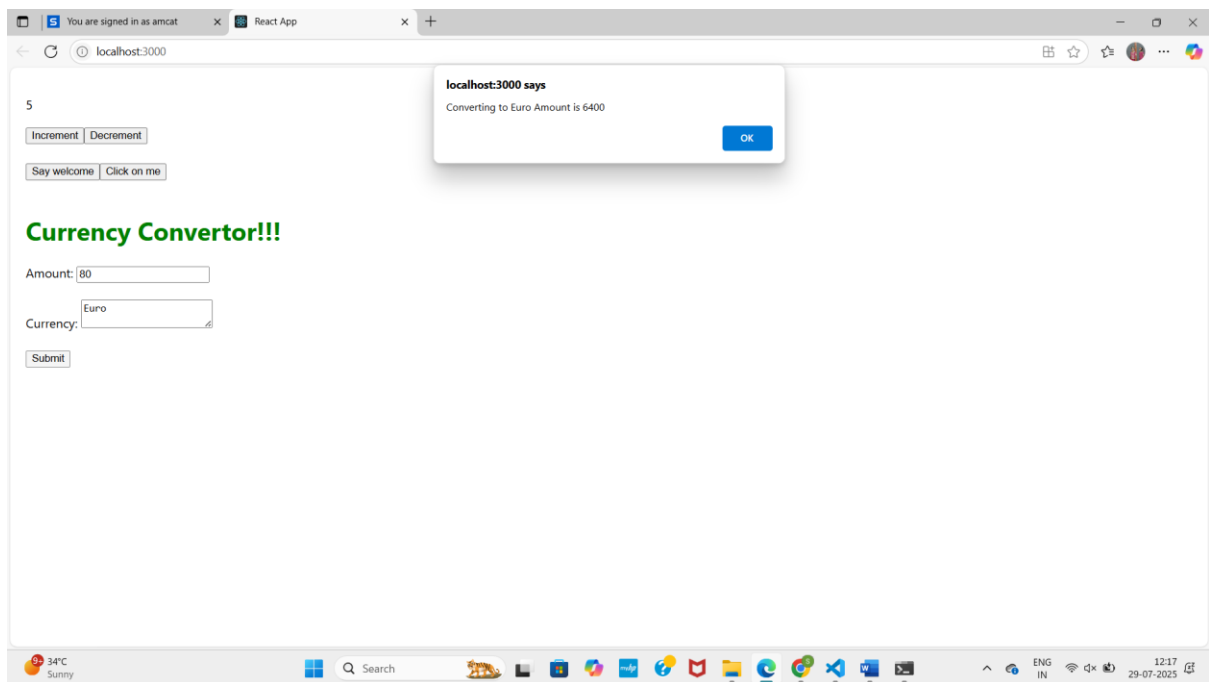 You are signed in as amcat
React App
localhost:3000
localhost:3000 says
Converting to Euro Amount is 6400
OK
5
Increment Decrement
Say welcome Click on me
Currency Convertor!!!
Amount: 80
Currency: Euro
Submit
9+
34°C
Sunny
Search
ENG
IN
12:17
29-07-2025